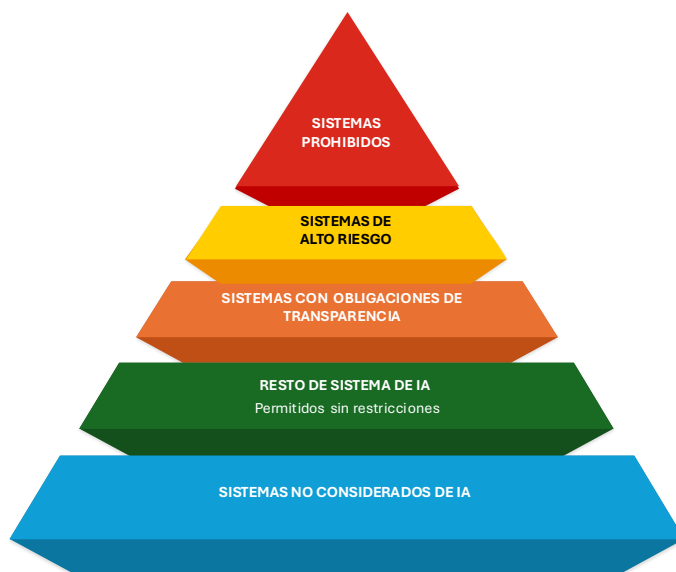 SISTEMAS
PROHIBIDOS
SISTEMAS DE
ALTO RIESGO
SISTEMAS CON OBLIGACIONES DE
TRANSPARENCIA
RESTO DE SISTEMA DE IA
Permitidos sin restricciones
SISTEMAS NO CONSIDERADOS DE IA